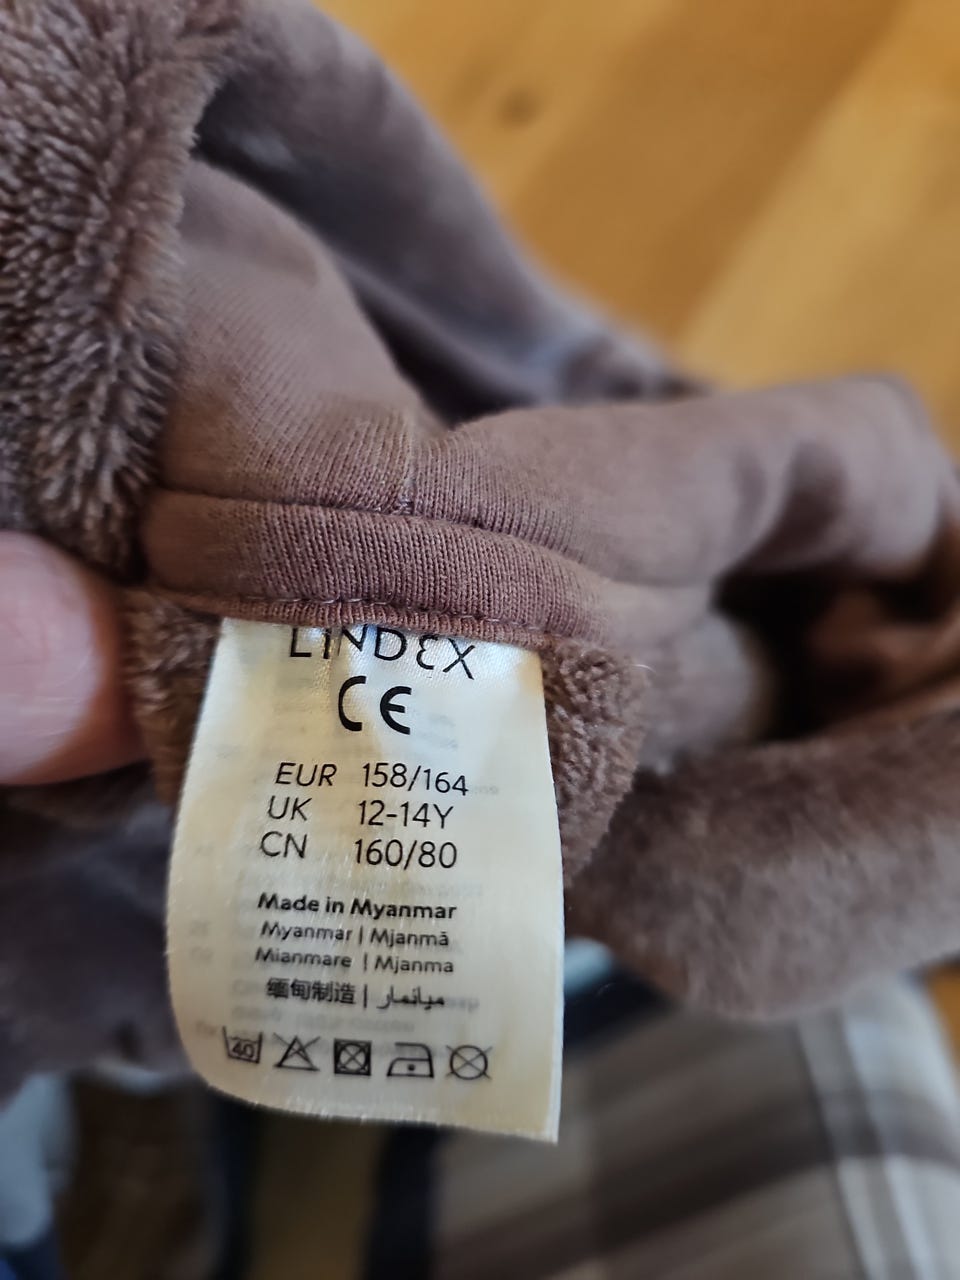 LINDEX
CE
EUR 158/164
UK 12-14Y
CN 160/80
Made in Myanmar
Myanmar | Mjanmā
Mianmare | Mjanma
缅甸制造 | ميانمار
40